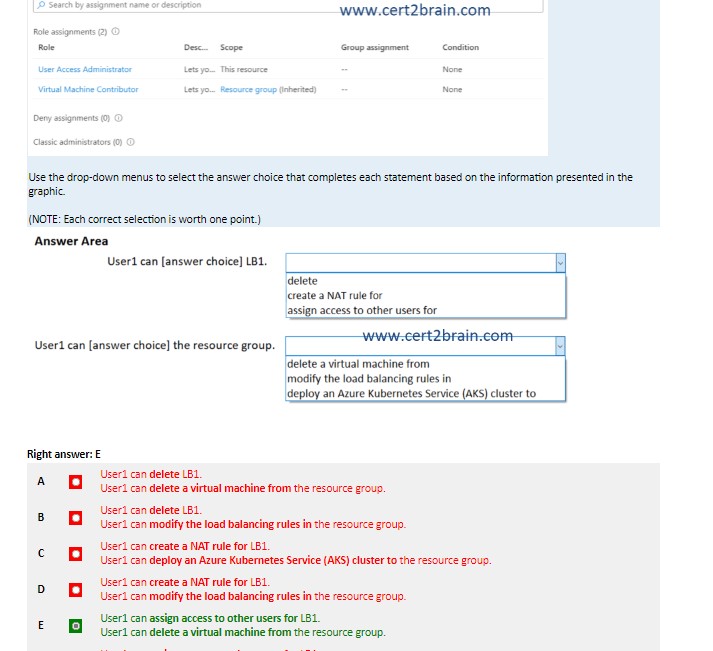 Search by assignment name or description
www.cert2brain.com
Role assignments (2)
Role Desc... Scope Group assignment Condition
User Access Administrator Lets yo... This resource -- None
Virtual Machine Contributor Lets yo... Resource group (Inherited) -- None
Deny assignments (0)
Classic administrators (0)
Use the drop-down menus to select the answer choice that completes each statement based on the information presented in the
graphic.
(NOTE: Each correct selection is worth one point.)
Answer Area
User1 can [answer choice] LB1.
delete
create a NAT rule for
assign access to other users for
www.cert2brain.com
User1 can [answer choice] the resource group.
delete a virtual machine from
modify the load balancing rules in
deploy an Azure Kubernetes Service (AKS) cluster to
Right answer: E
A User1 can delete LB1.
User1 can delete a virtual machine from the resource group.
B User1 can delete LB1.
User1 can modify the load balancing rules in the resource group.
C User1 can create a NAT rule for LB1.
User1 can deploy an Azure Kubernetes Service (AKS) cluster to the resource group.
D User1 can create a NAT rule for LB1.
User1 can modify the load balancing rules in the resource group.
E User1 can assign access to other users for LB1.
User1 can delete a virtual machine from the resource group.